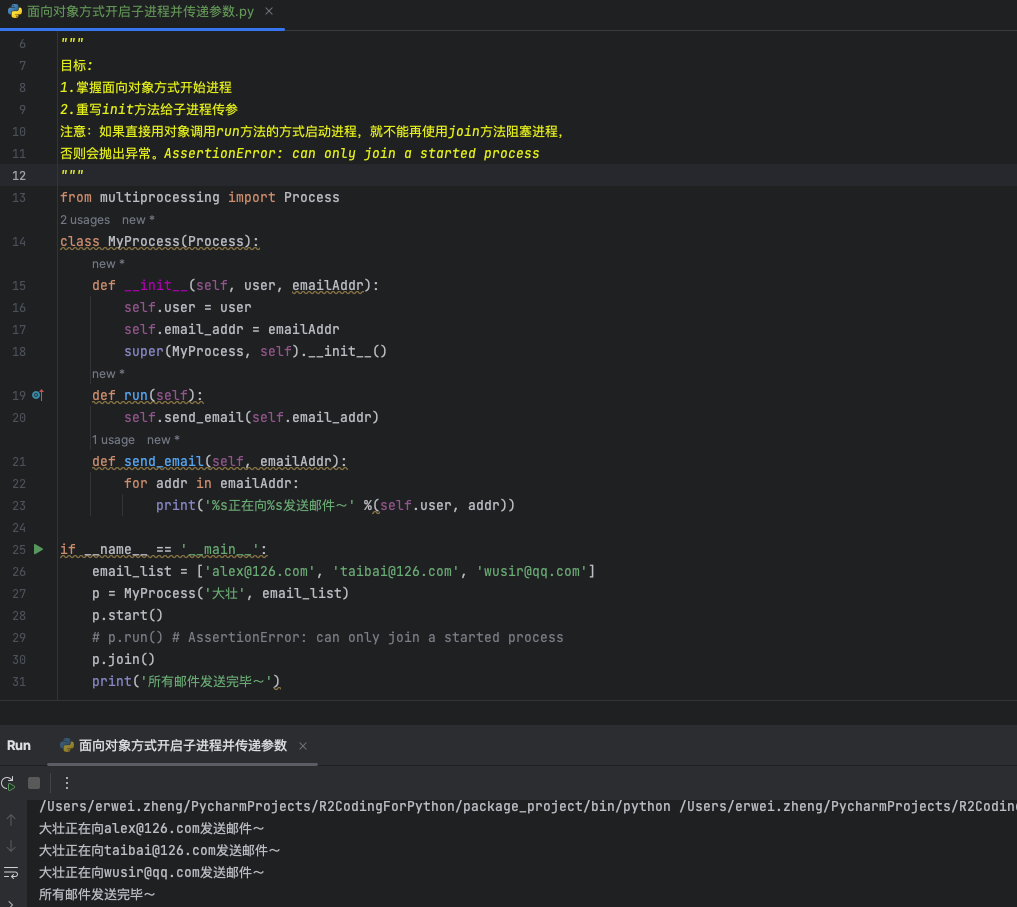 面向对象方式开启子进程并传递参数.py ×
6 """
7 目标:
8 1.掌握面向对象方式开始进程
9 2.重写init方法给子进程传参
10 注意: 如果直接用对象调用run方法的方式启动进程, 就不能再使用join方法阻塞进程,
11 否则会抛出异常。AssertionError: can only join a started process
12 """
13 from multiprocessing import Process
2 usages new *
14 class MyProcess(Process):
new *
15 def __init__(self, user, emailAddr):
16 self.user = user
17 self.email_addr = emailAddr
18 super(MyProcess, self).__init__()
new *
19 def run(self):
20 self.send_email(self.email_addr)
1 usage new *
21 def send_email(self, emailAddr):
22 for addr in emailAddr:
23 print('%s正在向%s发送邮件～' %(self.user, addr))
24
25 if __name__ == '__main__':
26 email_list = ['alex@126.com', 'taibai@126.com', 'wusir@qq.com']
27 p = MyProcess('大壮', email_list)
28 p.start()
29 # p.run() # AssertionError: can only join a started process
30 p.join()
31 print('所有邮件发送完毕～')
Run 面向对象方式开启子进程并传递参数 ×
/Users/erwei.zheng/PycharmProjects/R2CodingForPython/package_project/bin/python /Users/erwei.zheng/PycharmProjects/R2Coding
大壮正在向alex@126.com发送邮件～
大壮正在向taibai@126.com发送邮件～
大壮正在向wusir@qq.com发送邮件～
所有邮件发送完毕～